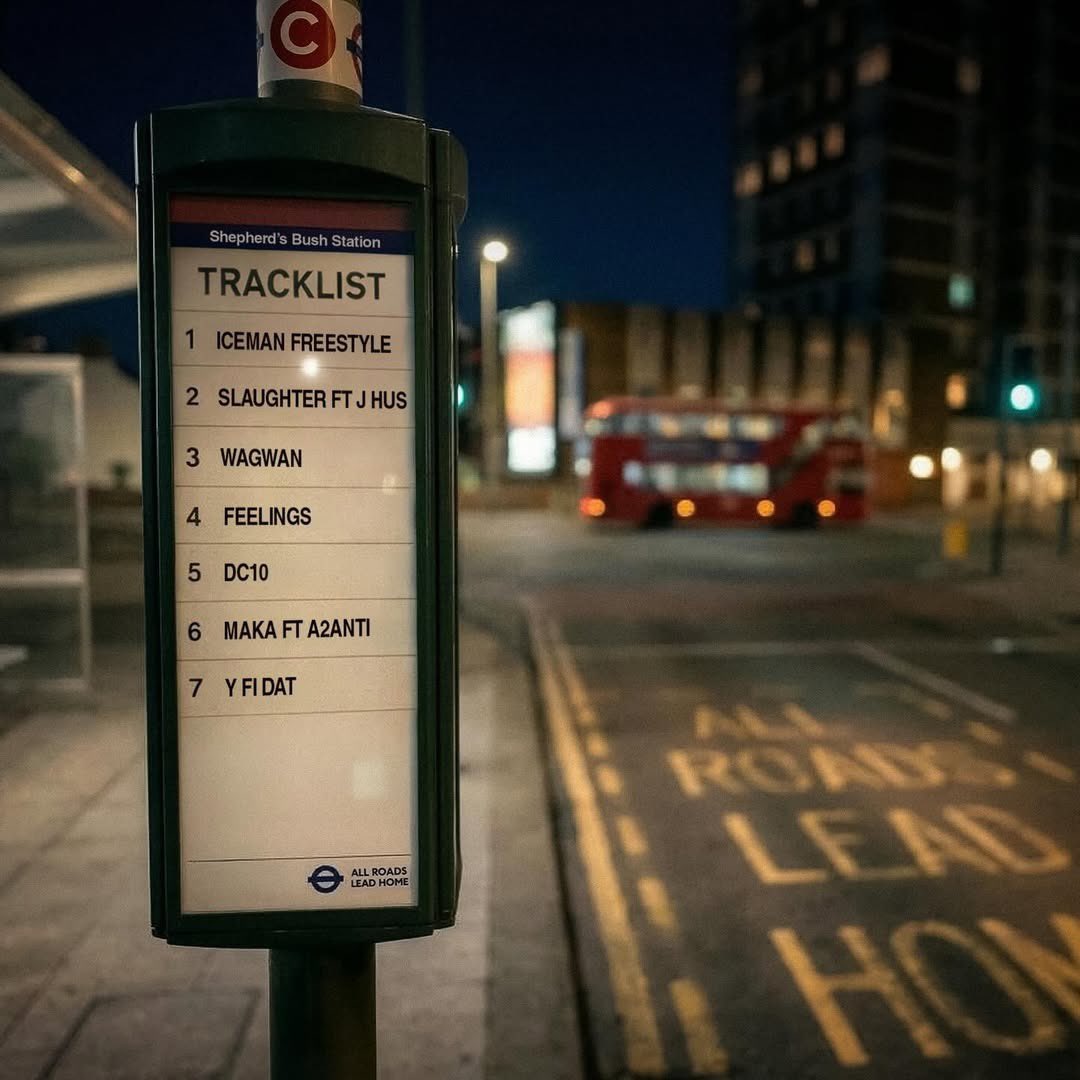 C
Shepherd's Bush Station
TRACKLIST
1 ICEMAN FREESTYLE
2 SLAUGHTER FT J HUS
3 WAGWAN
4 FEELINGS
5 DC10
6 MAKA FT A2ANTI
7 Y FI DAT
ALL ROADS
LEAD HOME
ALL
ROADS
LEAD
HOM